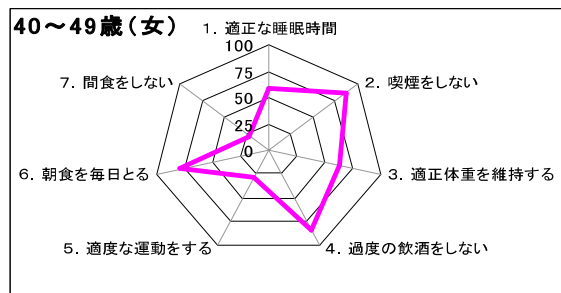 40～49歳（女）
1．適正な睡眠時間
100
75
50
25
0
2．喫煙をしない
3．適正体重を維持する
4．過度の飲酒をしない
5．適度な運動をする
6．朝食を毎日とる
7．間食をしない